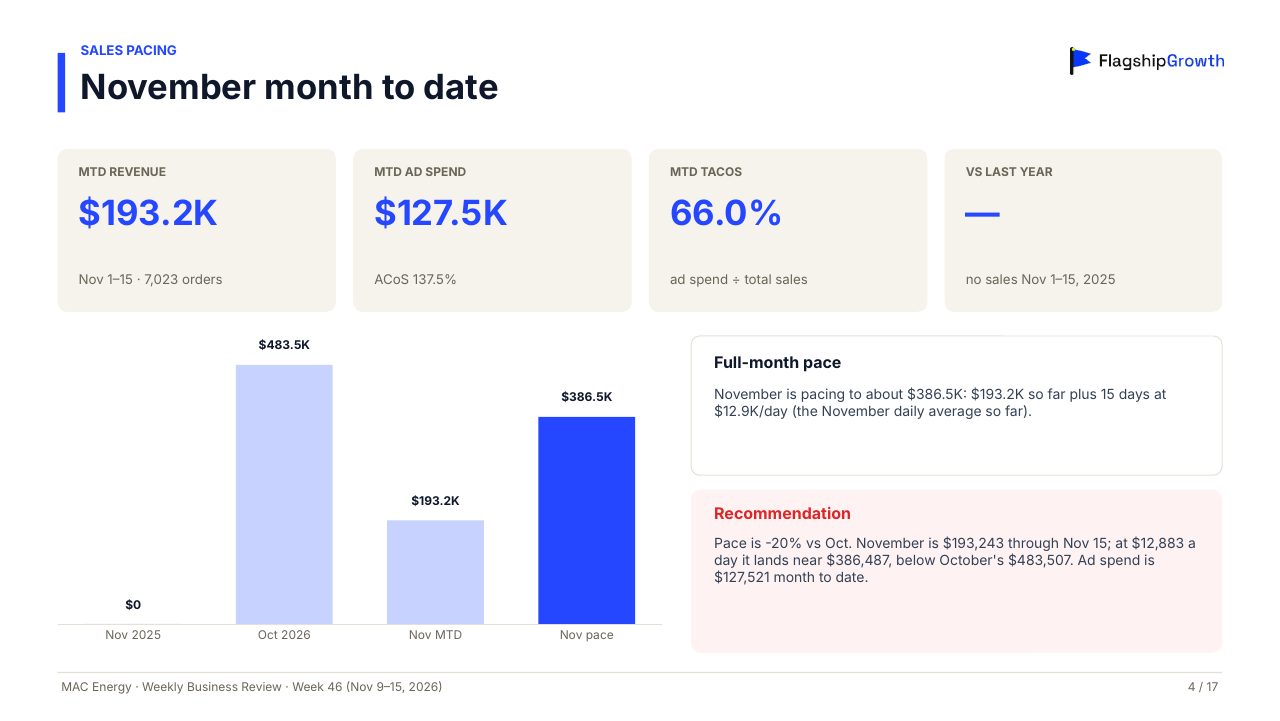 SALES PACING
November month to date
FlagshipGrowth
MTD REVENUE
$193.2K
Nov 1–15 · 7,023 orders
MTD AD SPEND
$127.5K
ACoS 137.5%
MTD TACOS
66.0%
ad spend ÷ total sales
VS LAST YEAR
—
no sales Nov 1–15, 2025
$0
$483.5K
$193.2K
$386.5K
Nov 2025
Oct 2026
Nov MTD
Nov pace
Full-month pace
November is pacing to about $386.5K: $193.2K so far plus 15 days at
$12.9K/day (the November daily average so far).
Recommendation
Pace is -20% vs Oct. November is $193,243 through Nov 15; at $12,883 a
day it lands near $386,487, below October's $483,507. Ad spend is
$127,521 month to date.
MAC Energy · Weekly Business Review · Week 46 (Nov 9–15, 2026)
4 / 17